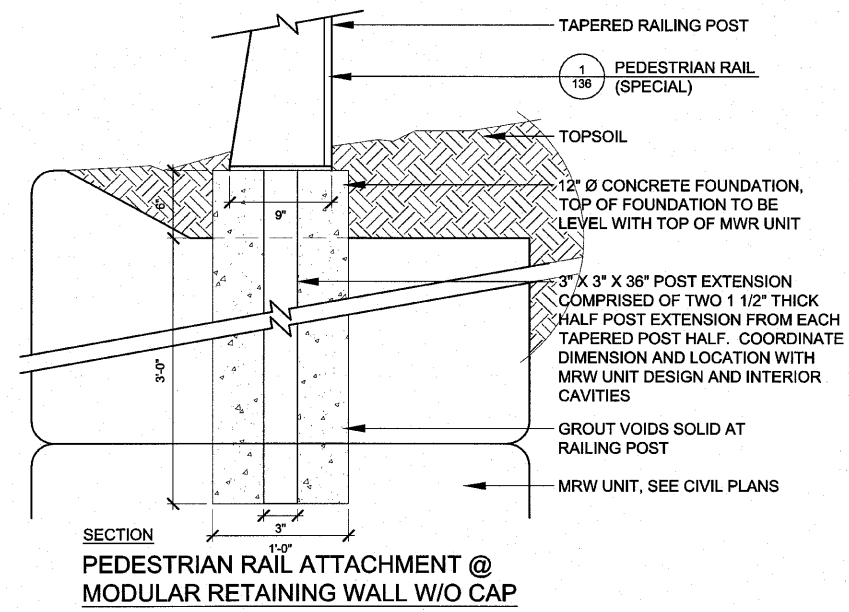 TAPERED RAILING POST
1
136
PEDESTRIAN RAIL
(SPECIAL)
TOPSOIL
12" Ø CONCRETE FOUNDATION,
TOP OF FOUNDATION TO BE
LEVEL WITH TOP OF MWR UNIT
6"
9"
3" X 3" X 36" POST EXTENSION
COMPRISED OF TWO 1 1/2" THICK
HALF POST EXTENSION FROM EACH
TAPERED POST HALF. COORDINATE
DIMENSION AND LOCATION WITH
MRW UNIT DESIGN AND INTERIOR
CAVITIES
3'-0"
GROUT VOIDS SOLID AT
RAILING POST
MRW UNIT, SEE CIVIL PLANS
3"
1'-0"
SECTION
PEDESTRIAN RAIL ATTACHMENT @
MODULAR RETAINING WALL W/O CAP